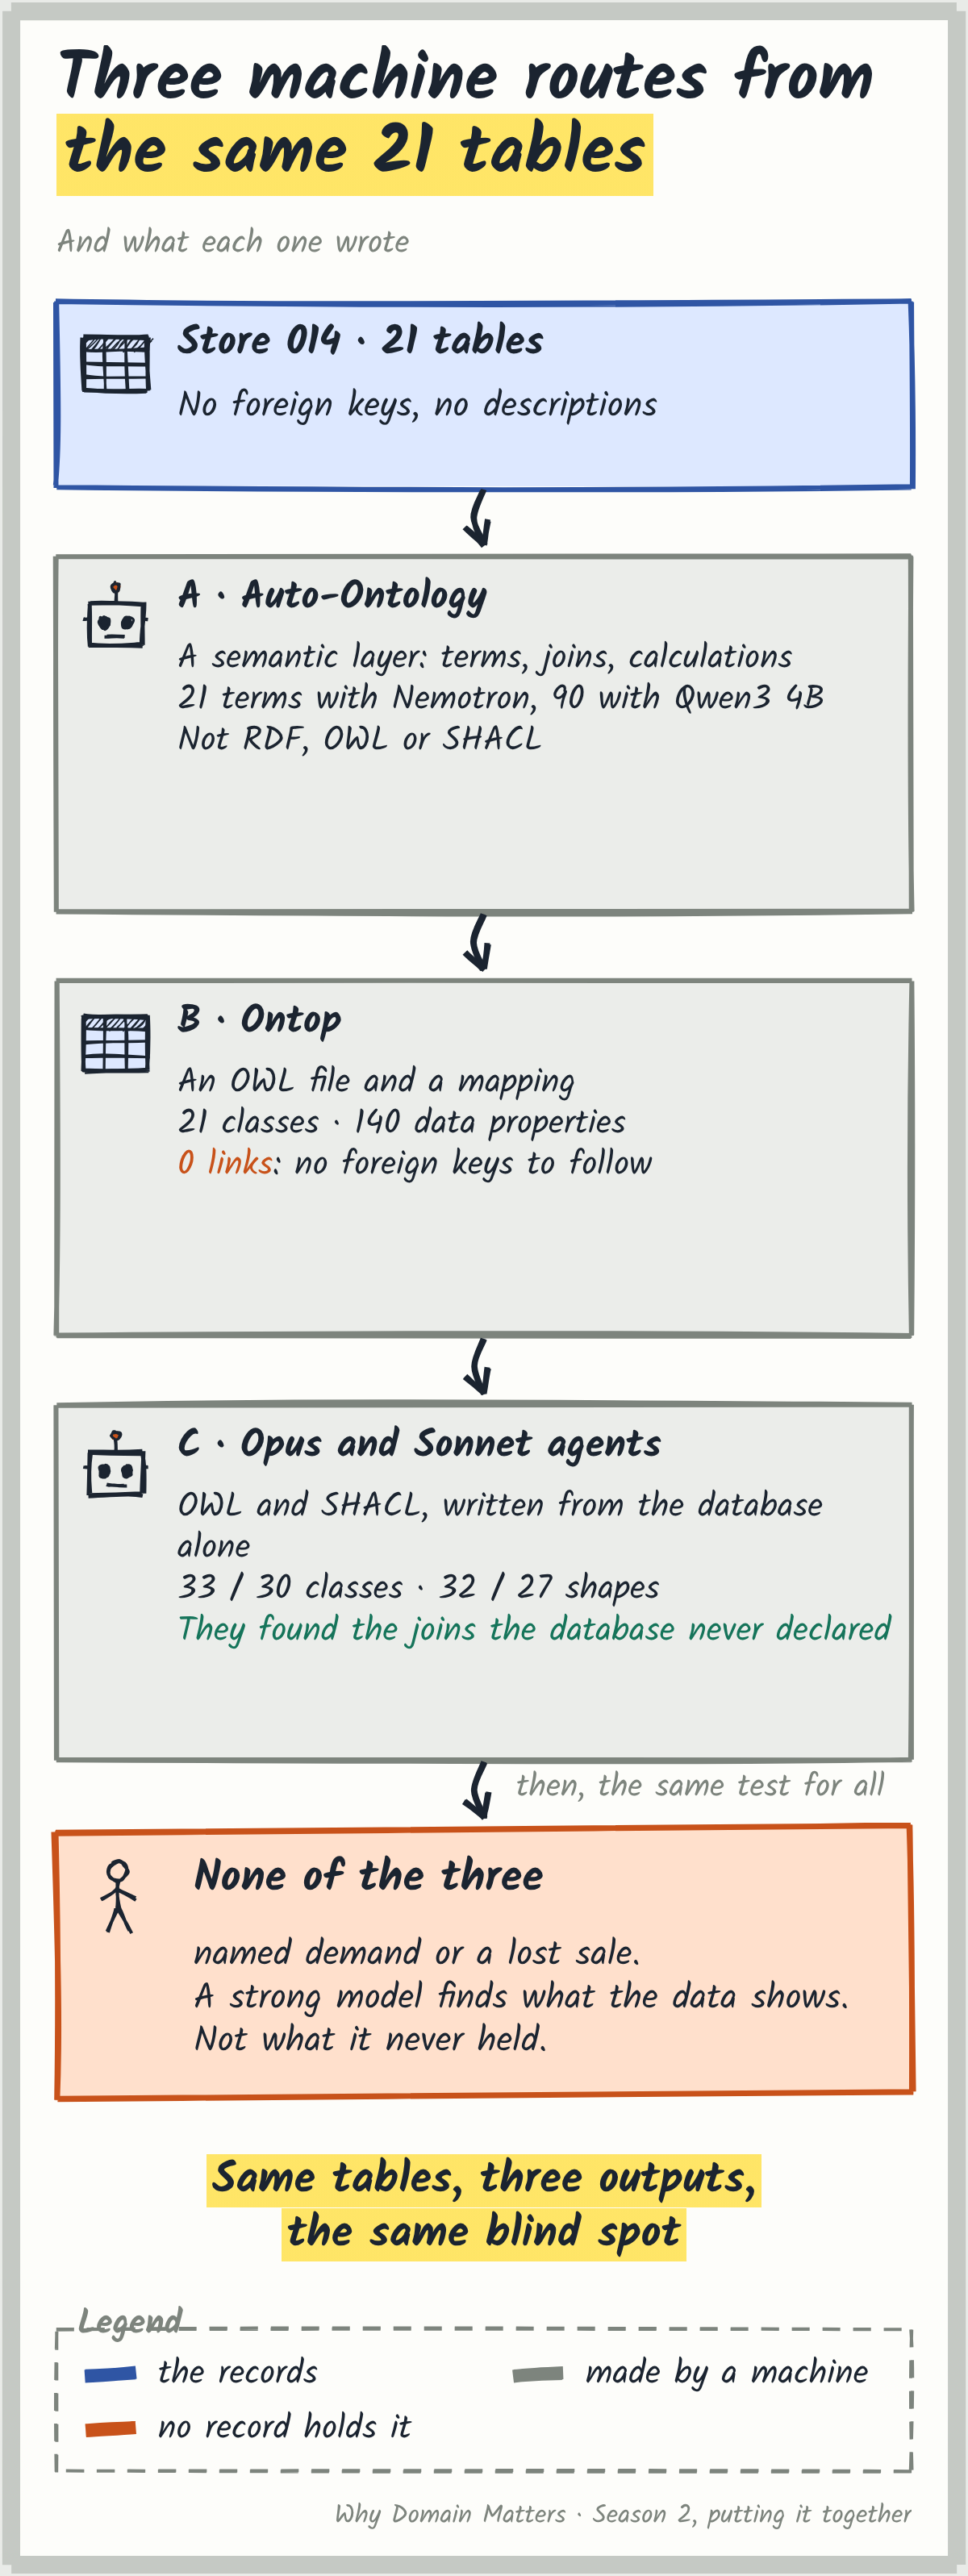 Three machine routes from
the same 21 tables
And what each one wrote
Store 014 · 21 tables
No foreign keys, no descriptions
A · Auto-Ontology
A semantic layer: terms, joins, calculations
21 terms with Nemotron, 90 with Qwen3 4B
Not RDF, OWL or SHACL
B · Ontop
An OWL file and a mapping
21 classes · 140 data properties
0 links: no foreign keys to follow
C · Opus and Sonnet agents
OWL and SHACL, written from the database
alone
33 / 30 classes · 32 / 27 shapes
They found the joins the database never declared
then, the same test for all
None of the three
named demand or a lost sale.
A strong model finds what the data shows.
Not what it never held.
Same tables, three outputs,
the same blind spot
Legend
the records
made by a machine
no record holds it
Why Domain Matters · Season 2, putting it together